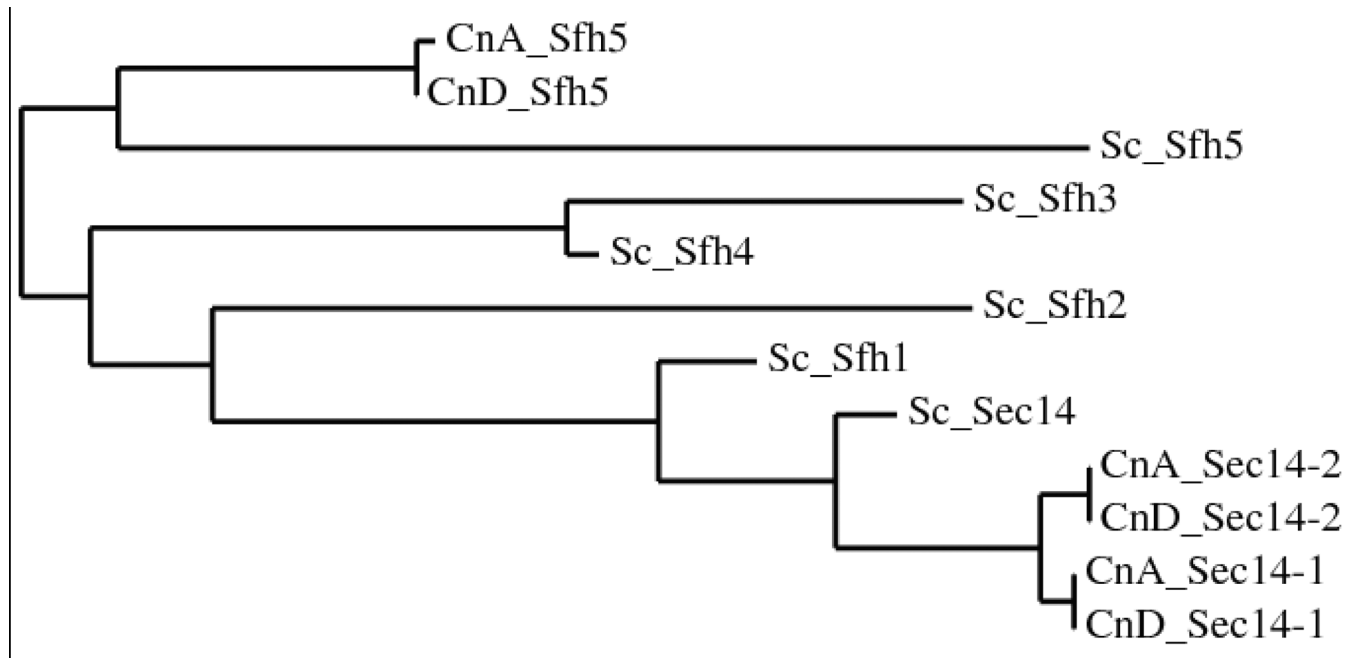 CnA_Sfh5
CnD_Sfh5
Sc_Sfh5
Sc_Sfh3
Sc_Sfh4
Sc_Sfh2
Sc_Sfh1
Sc_Sec14
CnA_Sec14-2
CnD_Sec14-2
CnA_Sec14-1
CnD_Sec14-1